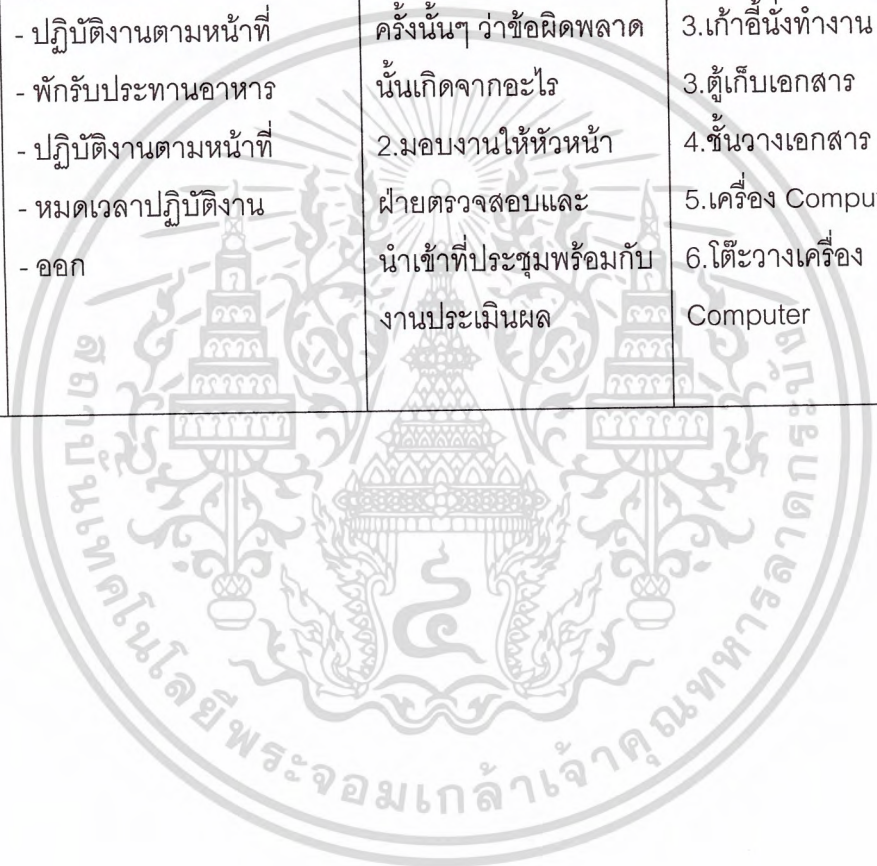 - ปฏิบัติงานตามหน้าที่
- พักรับประทานอาหาร
- ปฏิบัติงานตามหน้าที่
- หมดเวลาปฏิบัติงาน
- ออก
ครั้งนั้นๆ ว่าข้อผิดพลาด
นั้นเกิดจากอะไร
2.มอบงานให้หัวหน้า
ฝ่ายตรวจสอบและ
นำเข้าที่ประชุมพร้อมกับ
งานประเมินผล
3.เก้าอี้นั่งทำงาน
3.ตู้เก็บเอกสาร
4.ชั้นวางเอกสาร
5.เครื่อง Compu
6.โต๊ะวางเครื่อง
Computer
สถาบันเทคโนโลยีพระจอมเกล้าเจ้าคุณทหารลาดกระบัง